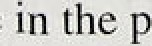 in the p